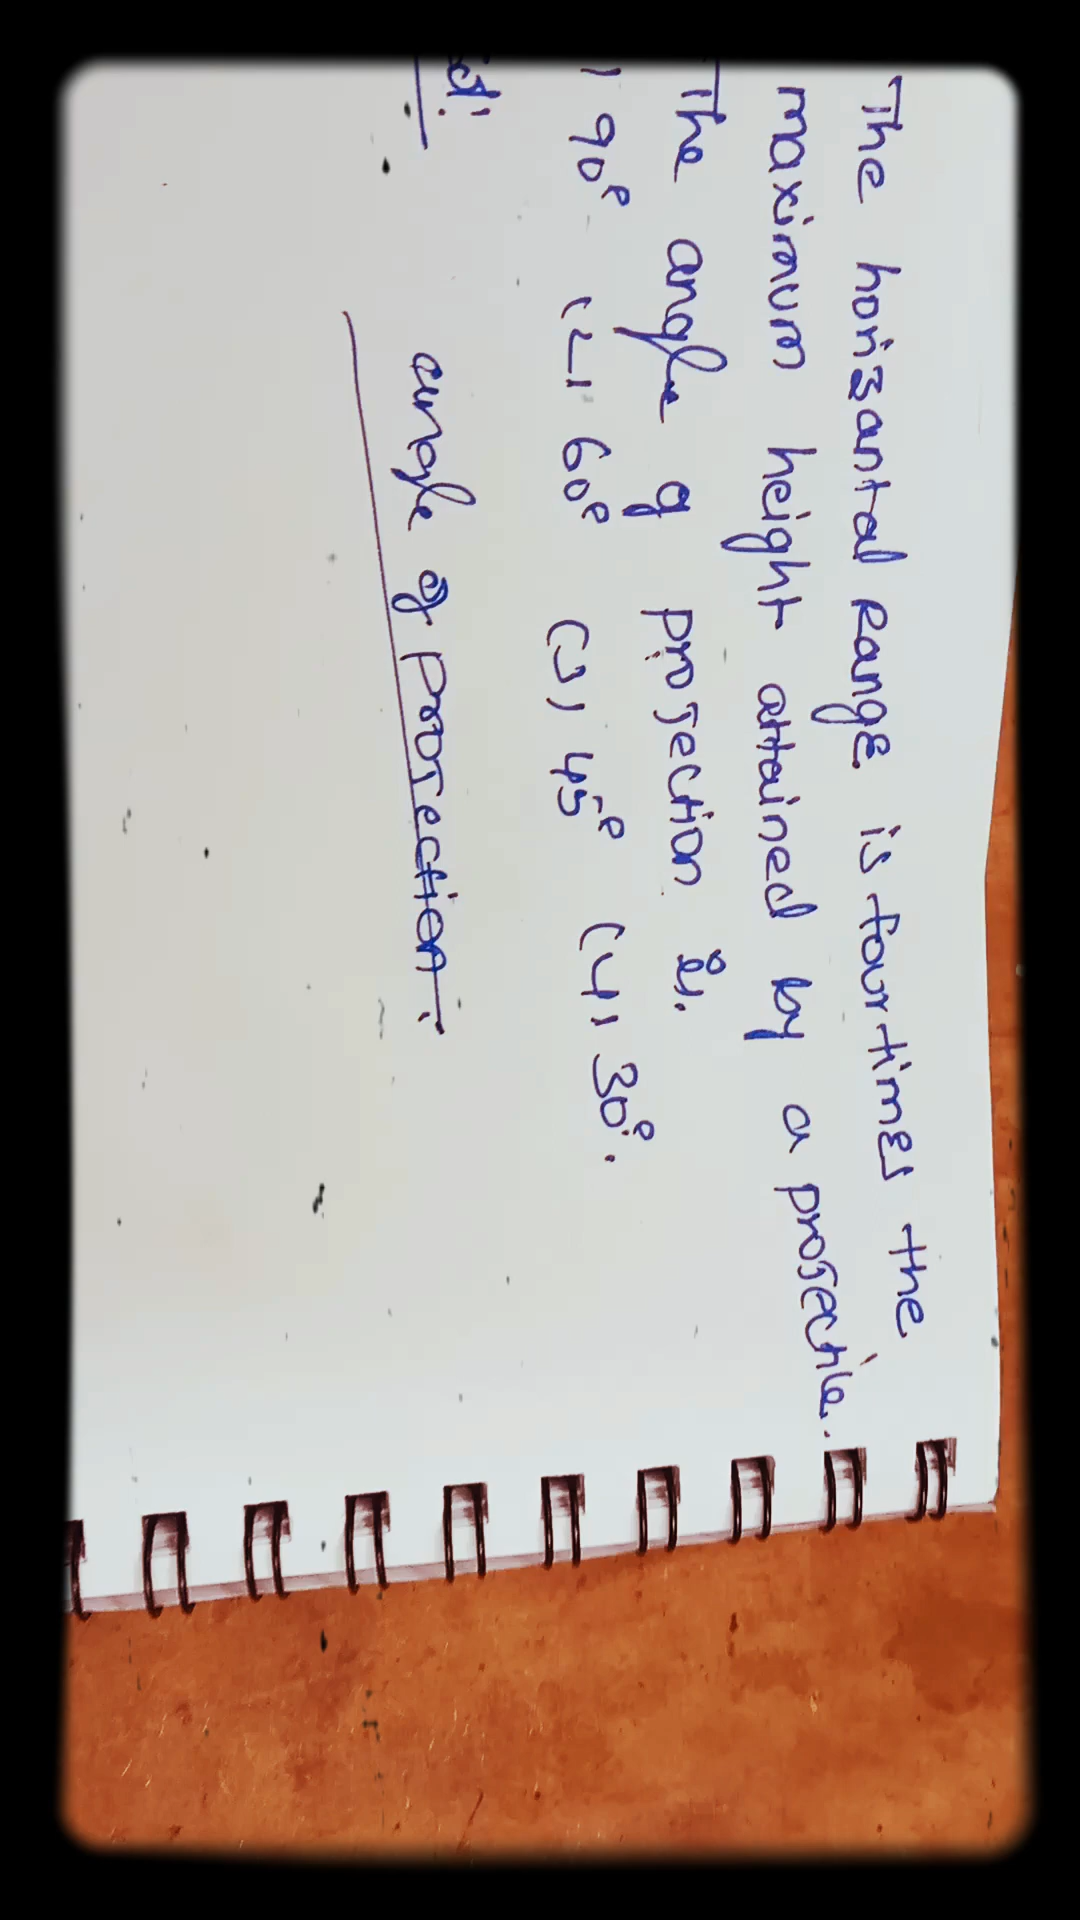 The horizantal Range is four times the
maximum height attained by a projectile.
The angle of projection is.
) 90° (2) 60° (3) 45° (4) 30°.
angle of projection.